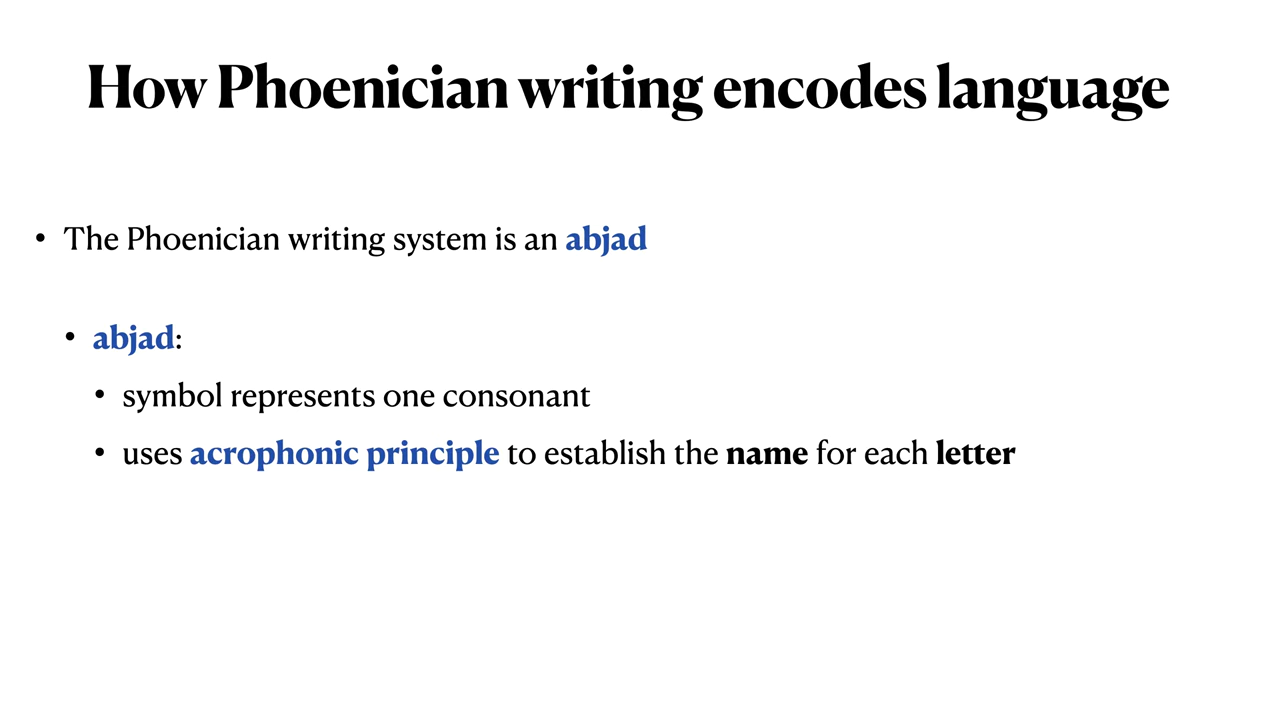 How Phoenician writing encodes language
• The Phoenician writing system is an abjad
• abjad:
• symbol represents one consonant
• uses acrophonic principle to establish the name for each letter